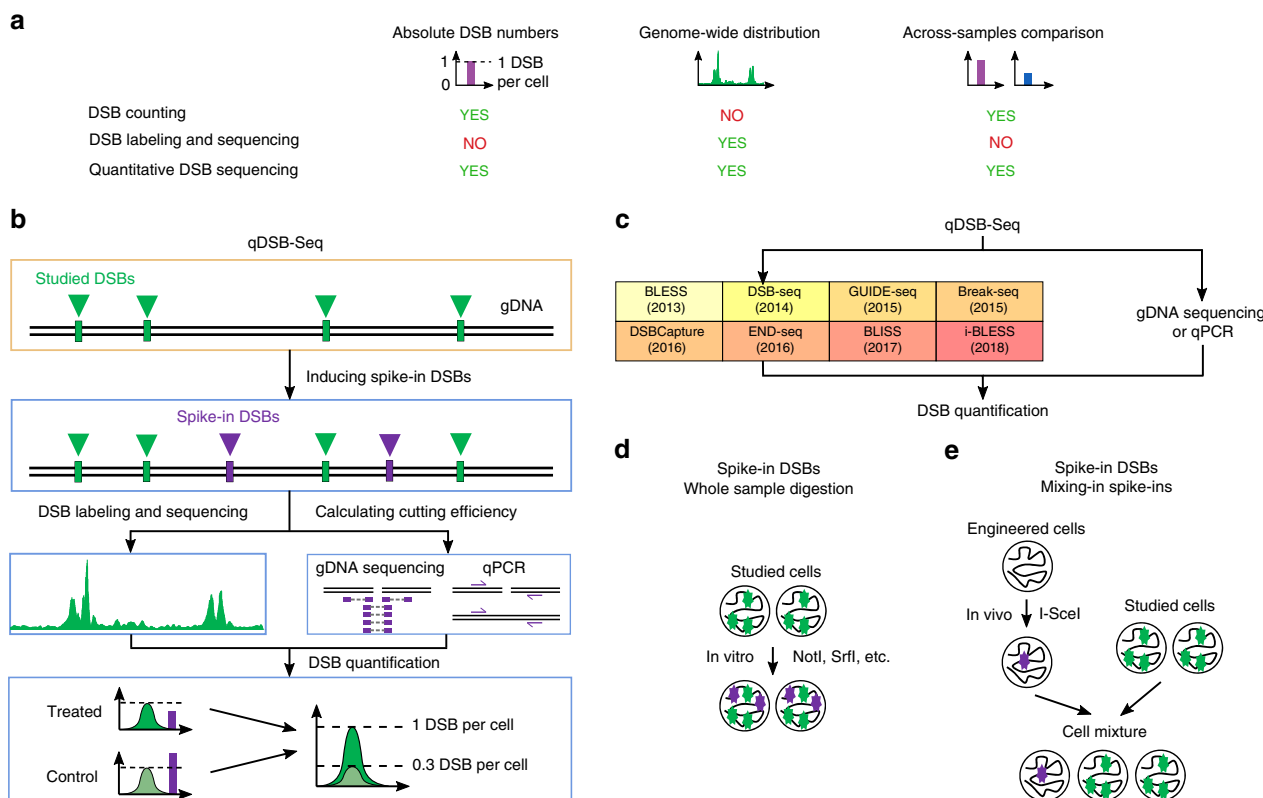 a
Absolute DSB numbers
Genome-wide distribution
Across-samples comparison
1
0
1 DSB
per cell
DSB counting YES NO YES
DSB labeling and sequencing NO YES NO
Quantitative DSB sequencing YES YES YES
b
qDSB-Seq
Studied DSBs
gDNA
Inducing spike-in DSBs
Spike-in DSBs
DSB labeling and sequencing
Calculating cutting efficiency
gDNA sequencing
qPCR
DSB quantification
Treated
Control
1 DSB per cell
0.3 DSB per cell
c
qDSB-Seq
BLESS
(2013)
DSB-seq
(2014)
GUIDE-seq
(2015)
Break-seq
(2015)
DSBCapture
(2016)
END-seq
(2016)
BLISS
(2017)
i-BLESS
(2018)
gDNA sequencing
or qPCR
DSB quantification
d
Spike-in DSBs
Whole sample digestion
Studied cells
In vitro
NotI, SrfI, etc.
e
Spike-in DSBs
Mixing-in spike-ins
Engineered cells
In vivo
I-SceI
Studied cells
Cell mixture